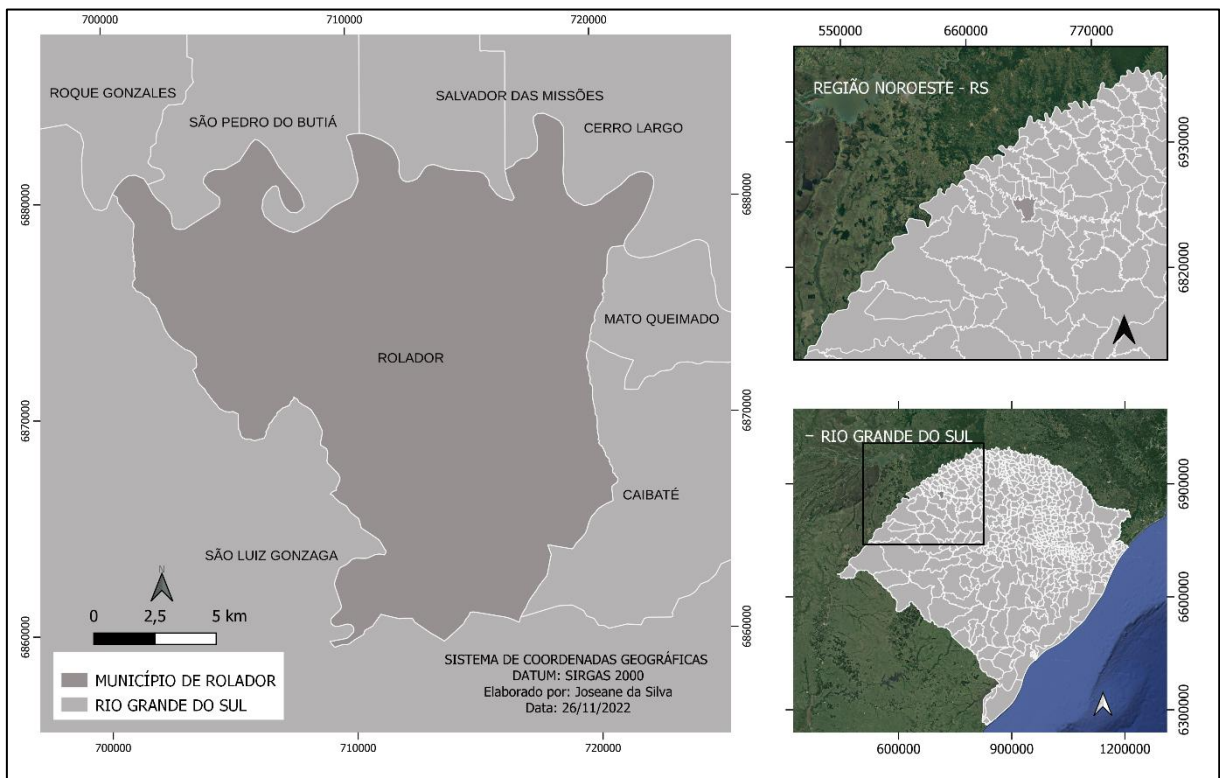 700000
710000
720000
ROQUE GONZALES
SALVADOR DAS MISSÕES
SÃO PEDRO DO BUTIÁ
CERRO LARGO
6880000
6880000
MATO QUEIMADO
ROLADOR
6870000
6870000
CAIBATÉ
SÃO LUIZ GONZAGA
N
0 2,5 5 km
6860000
6860000
MUNICÍPIO DE ROLADOR
RIO GRANDE DO SUL
SISTEMA DE COORDENADAS GEOGRÁFICAS
DATUM: SIRGAS 2000
Elaborado por: Joseane da Silva
Data: 26/11/2022
700000
710000
720000
550000
660000
770000
REGIÃO NOROESTE - RS
6930000
6820000
– RIO GRANDE DO SUL
6900000
6600000
6300000
600000
900000
1200000